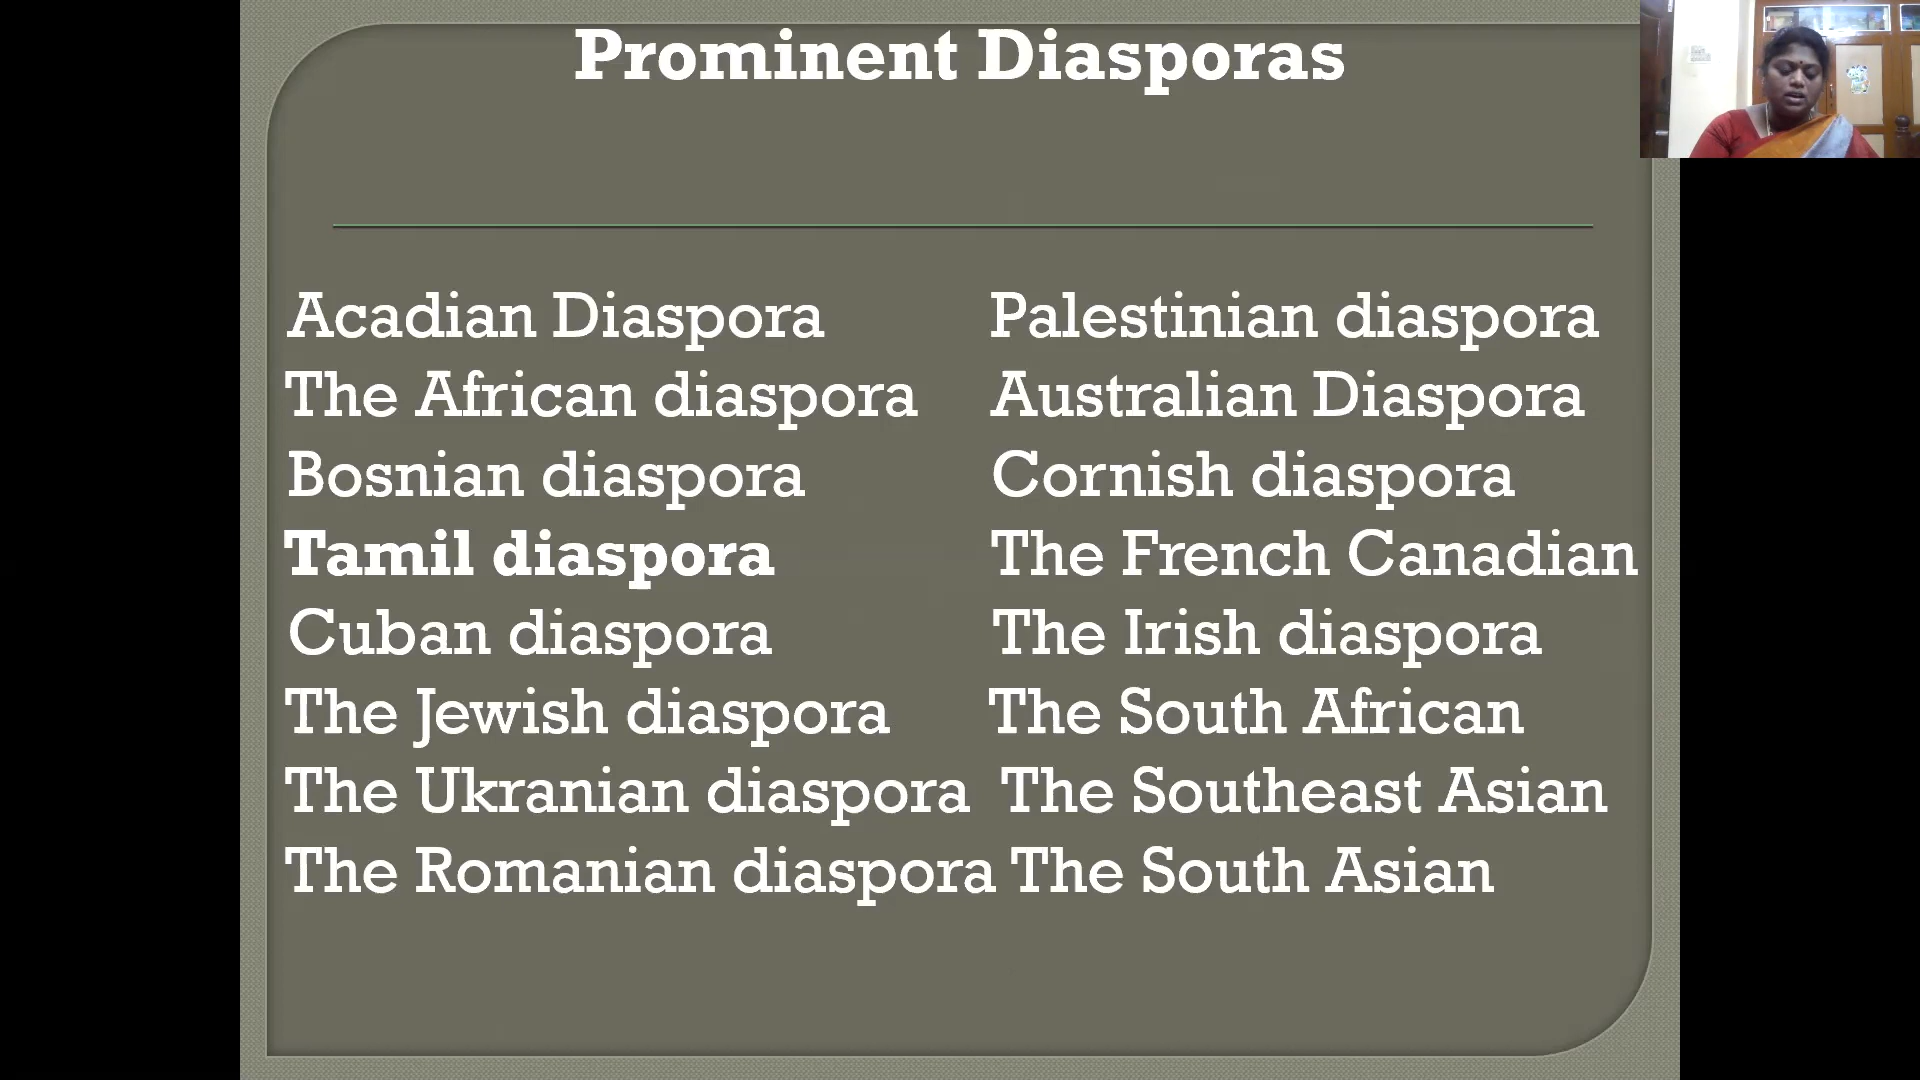 Prominent Diasporas
Acadian Diaspora Palestinian diaspora
The African diaspora Australian Diaspora
Bosnian diaspora Cornish diaspora
Tamil diaspora The French Canadian
Cuban diaspora The Irish diaspora
The Jewish diaspora The South African
The Ukranian diaspora The Southeast Asian
The Romanian diaspora The South Asian